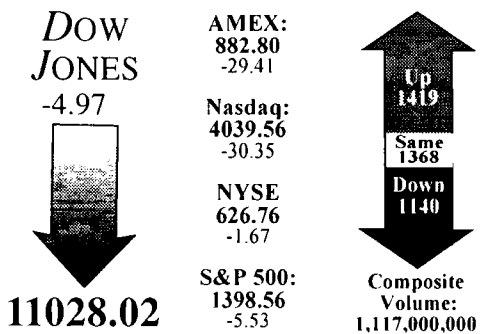 DOW
JONES
-4.97
11028.02
AMEX:
882.80
-29.41
Nasdaq:
4039.56
-30.35
NYSE
626.76
-1.67
S&P 500:
1398.56
-5.53
Up
1419
Same
1368
Down
1140
Composite
Volume:
1,117,000,000